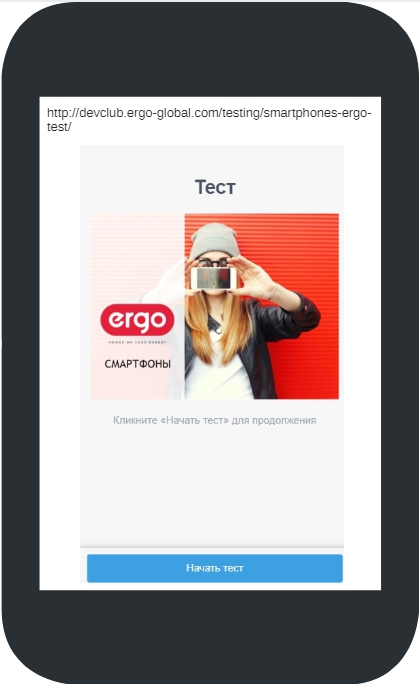 http://devclub.ergo-global.com/testing/smartphones-ergo-
test/
Тест
ergo
СМАРТФОНЫ
Кликните «Начать тест» для продолжения
Начать тест